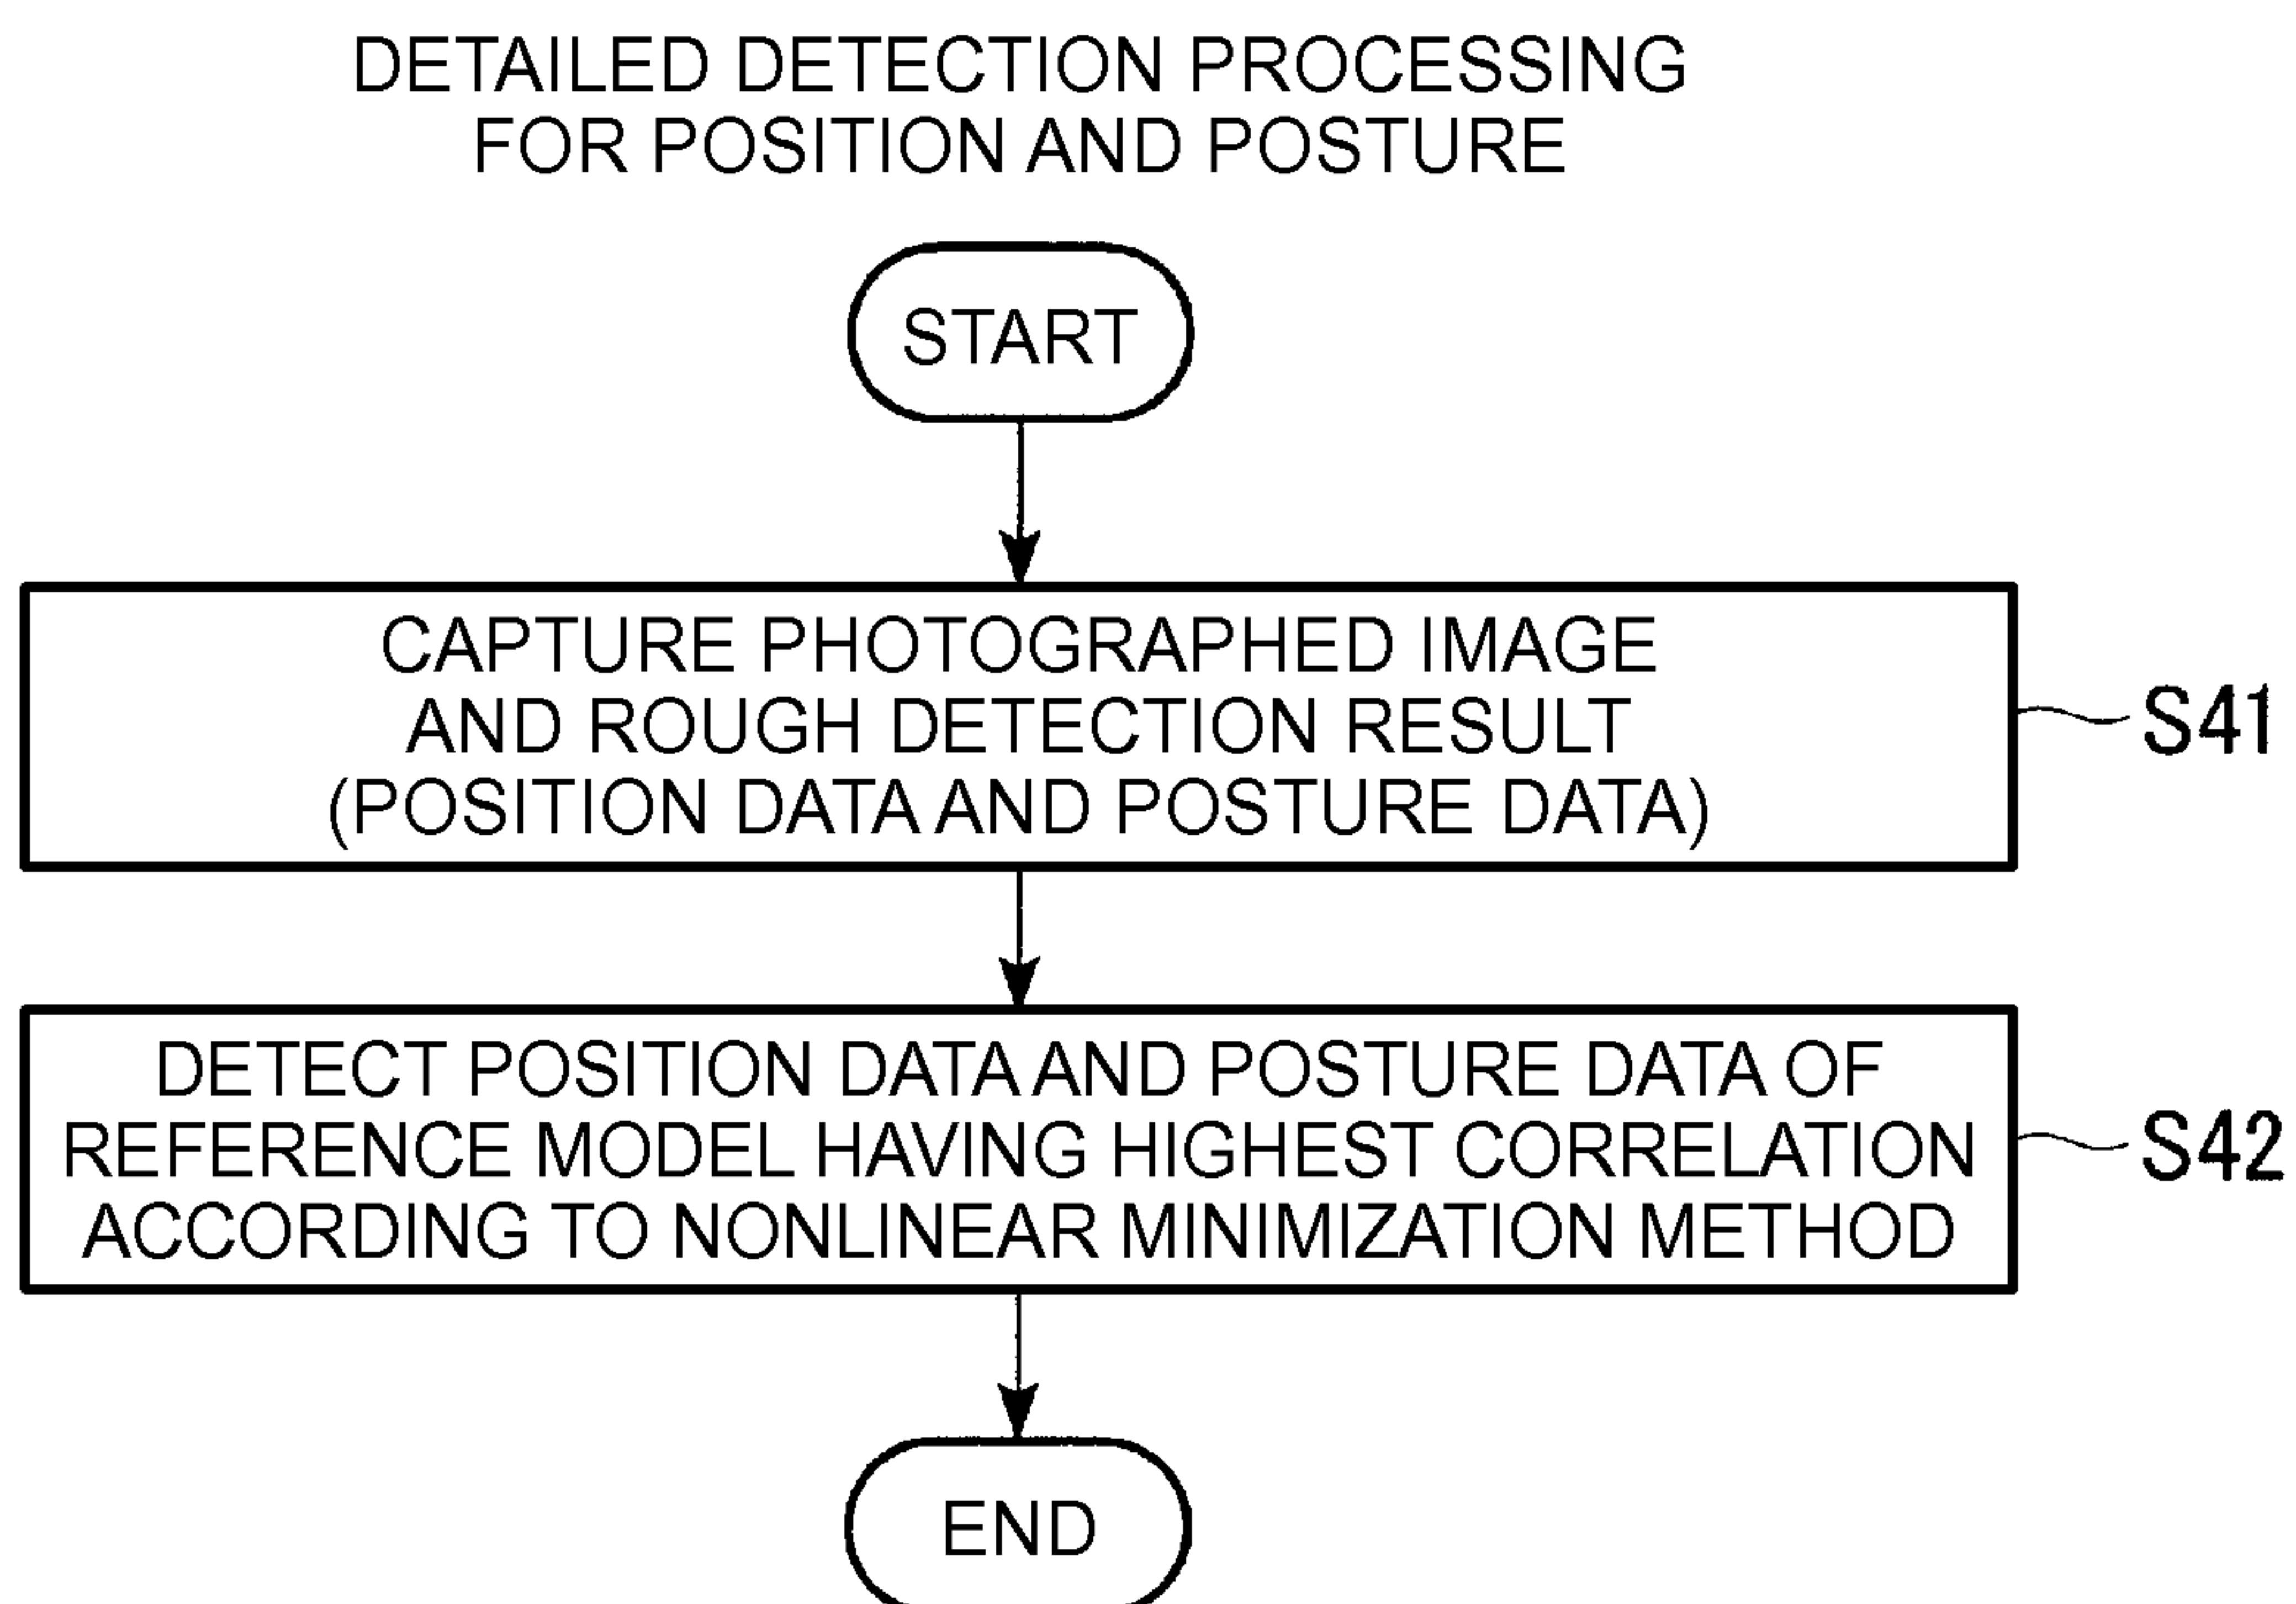 DETAILED DETECTION PROCESSING
FOR POSITION AND POSTURE
START
CAPTURE PHOTOGRAPHED IMAGE
AND ROUGH DETECTION RESULT
(POSITION DATA AND POSTURE DATA)
S41
DETECT POSITION DATA AND POSTURE DATA OF
REFERENCE MODEL HAVING HIGHEST CORRELATION
ACCORDING TO NONLINEAR MINIMIZATION METHOD
S42
END